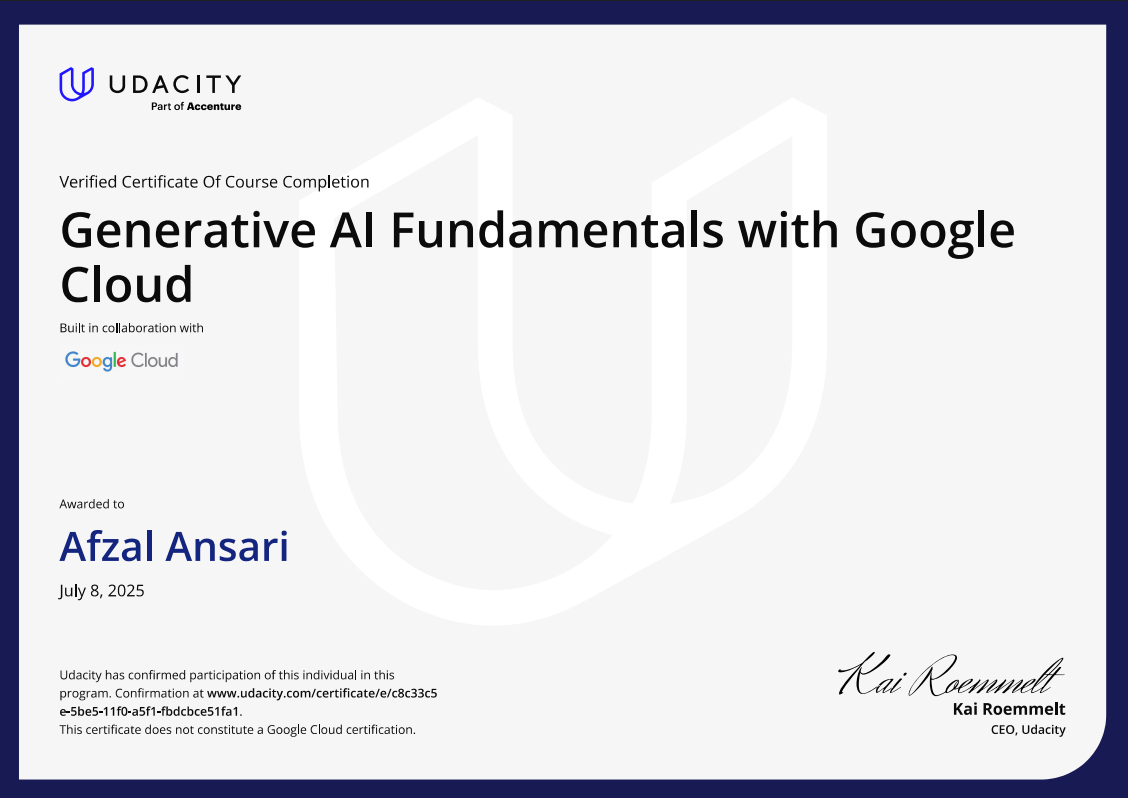 UDACITY
Part of Accenture
Verified Certificate Of Course Completion
Generative AI Fundamentals with Google
Cloud
Built in collaboration with
Google Cloud
Awarded to
Afzal Ansari
July 8, 2025
Udacity has confirmed participation of this individual in this
program. Confirmation at www.udacity.com/certificate/e/c8c33c5
e-5be5-11f0-a5f1-fbdcbce51fa1.
This certificate does not constitute a Google Cloud certification.
Kai Roemmelt
Kai Roemmelt
CEO, Udacity